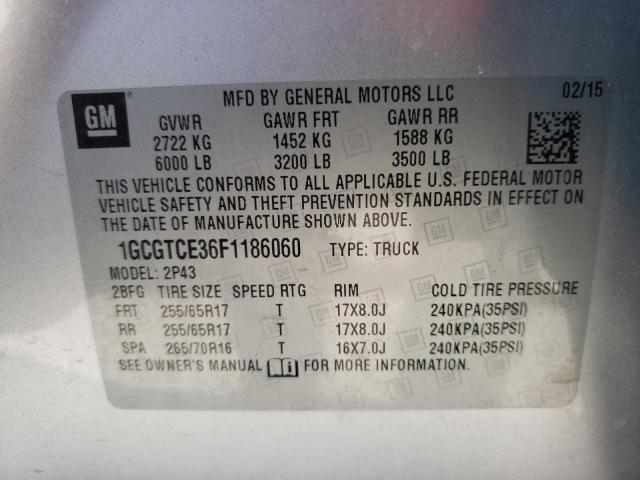 GM
MFD BY GENERAL MOTORS LLC 02/15
GVWR GAWR FRT GAWR RR
2722 KG 1452 KG 1588 KG
6000 LB 3200 LB 3500 LB
THIS VEHICLE CONFORMS TO ALL APPLICABLE U.S. FEDERAL MOTOR
VEHICLE SAFETY AND THEFT PREVENTION STANDARDS IN EFFECT ON
THE DATE OF MANUFACTURE SHOWN ABOVE.
1GCGTCE36F1186060 TYPE: TRUCK
MODEL: 2P43
2BFG TIRE SIZE SPEED RTG RIM COLD TIRE PRESSURE
FRT 255/65R17 T 17X8.0J 240KPA(35PSI)
RR 255/65R17 T 17X8.0J 240KPA(35PSI)
SPA 265/70R16 T 16X7.0J 240KPA(35PSI)
SEE OWNER'S MANUAL FOR MORE INFORMATION.